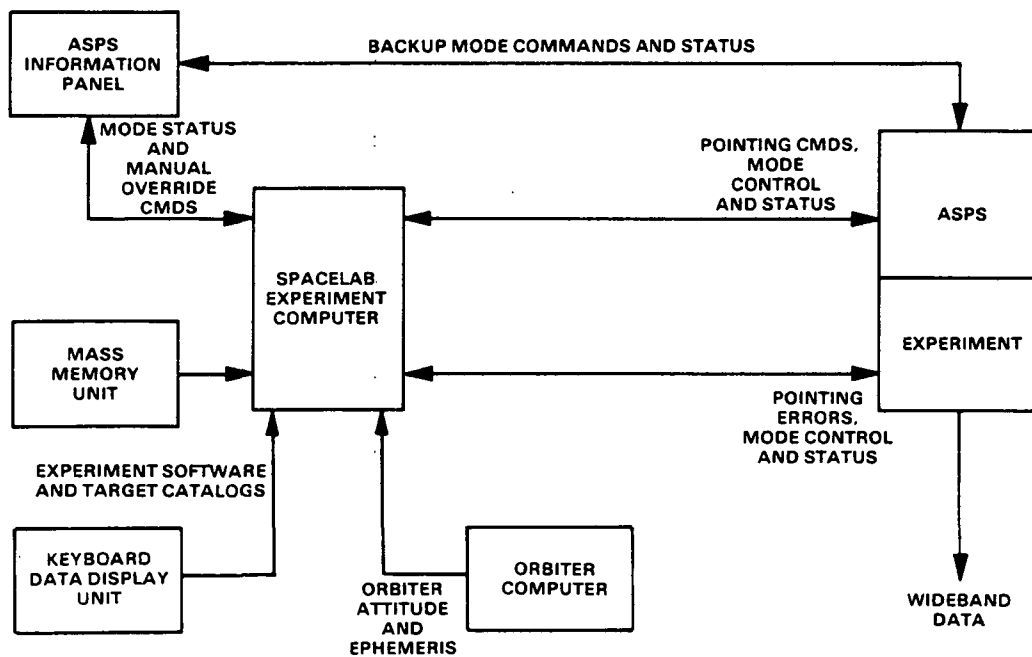 ASPS
INFORMATION
PANEL
BACKUP MODE COMMANDS AND STATUS
MODE STATUS
AND
MANUAL
OVERRIDE
CMDS
POINTING CMDS,
MODE
CONTROL
AND STATUS
ASPS
SPACELAB
EXPERIMENT
COMPUTER
EXPERIMENT
MASS
MEMORY
UNIT
POINTING
ERRORS,
MODE CONTROL
AND STATUS
EXPERIMENT SOFTWARE
AND TARGET CATALOGS
KEYBOARD
DATA DISPLAY
UNIT
ORBITER
ATTITUDE
AND
EPHEMERIS
ORBITER
COMPUTER
WIDEBAND
DATA